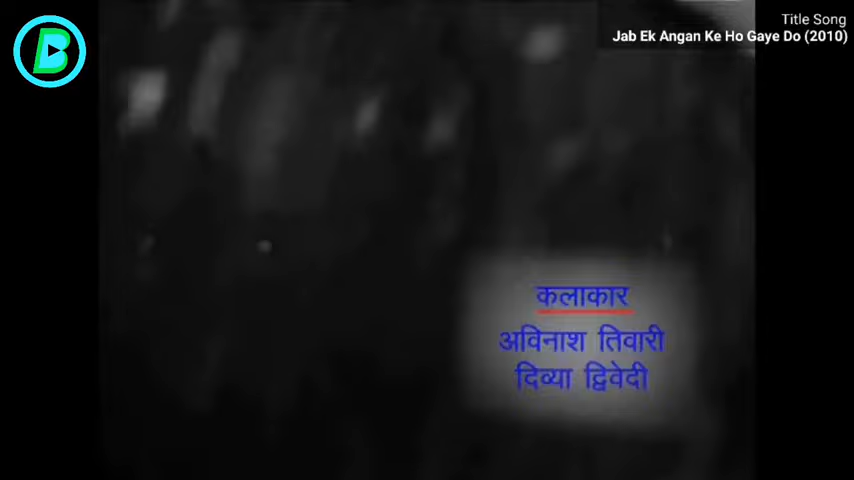 Title Song
Jab Ek Angan Ke Ho Gaye Do (2010)
कलाकार
अविनाश तिवारी
दिव्या द्विवेदी